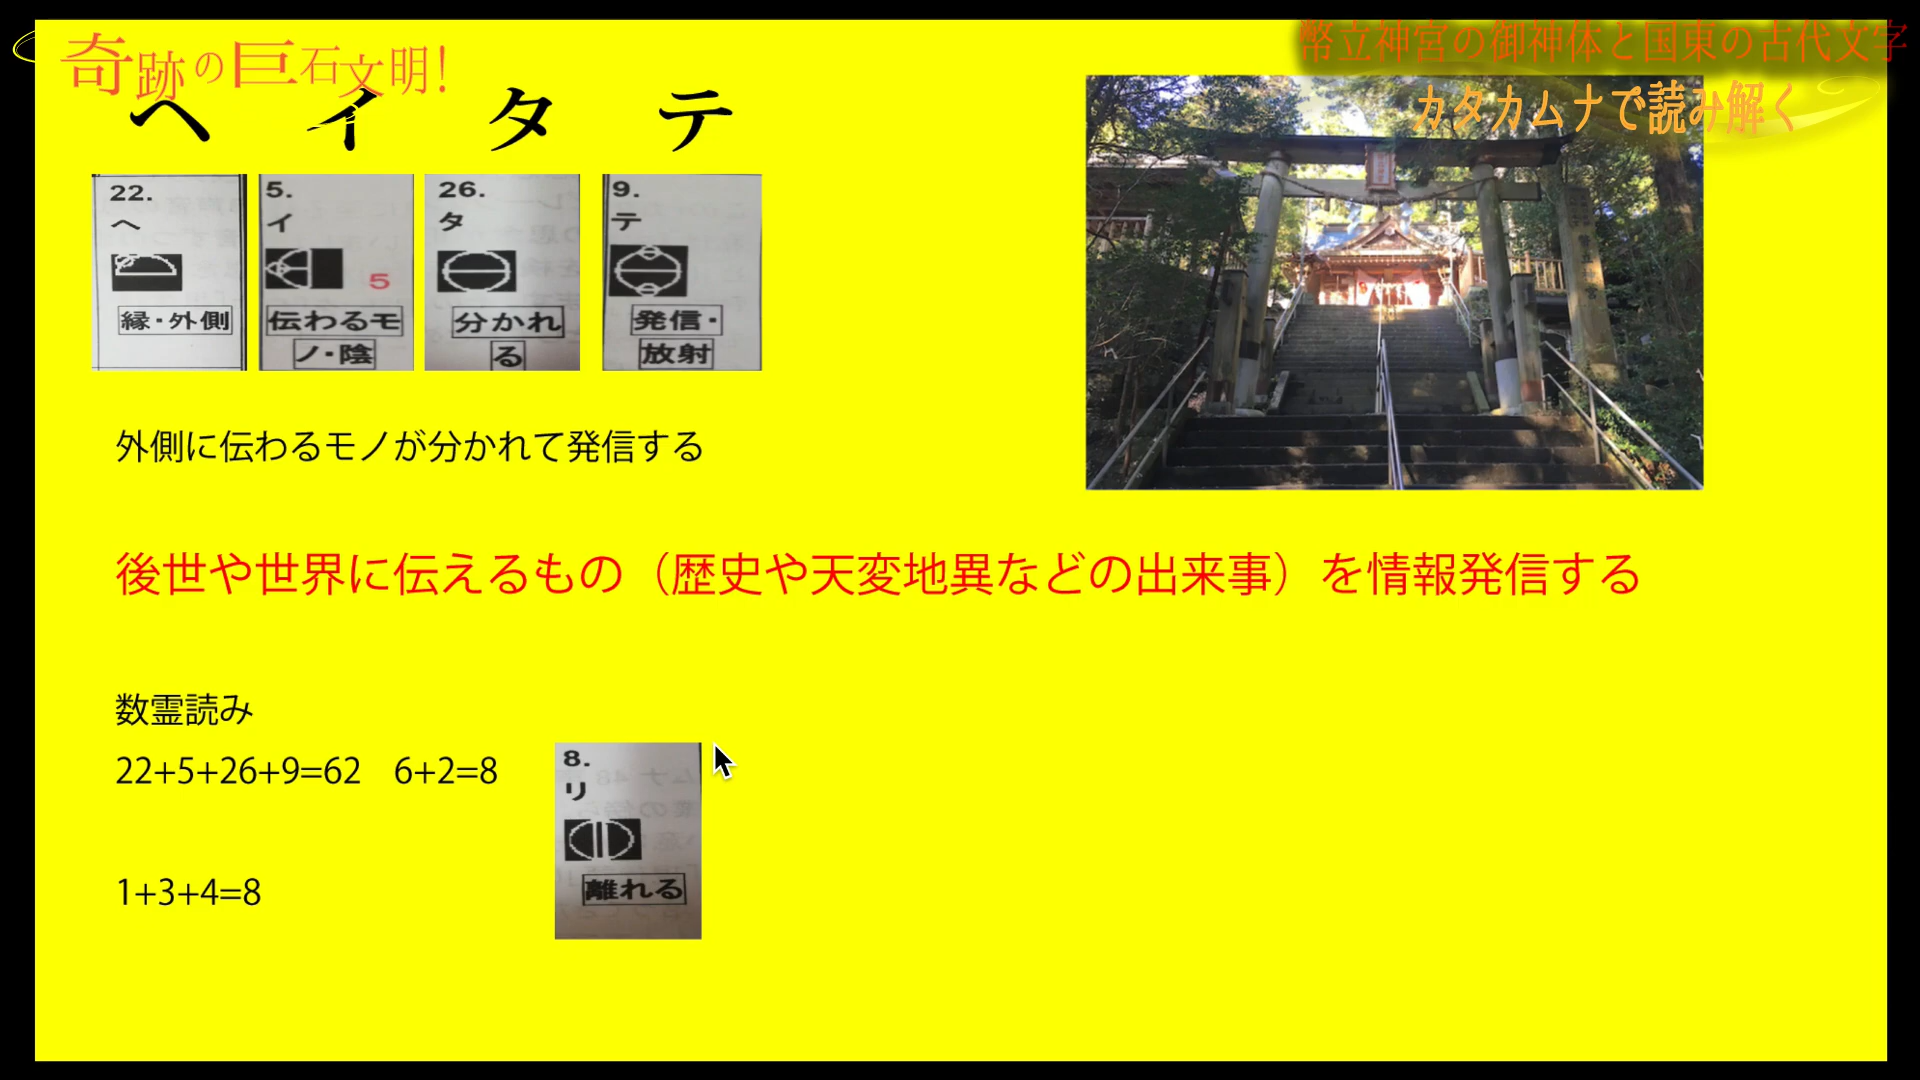 奇跡の巨石文明!
幣立神宮の御神体と国東の古代文字
カタカムナで読み解く
ヘ イ タ テ
22.
ヘ
縁・外側
5.
イ
5
伝わるモ
ノ・陰
26.
タ
分かれ
る
9.
テ
発信・
放射
外側に伝わるモノが分かれて発信する
後世や世界に伝えるもの（歴史や天変地異などの出来事）を情報発信する
数霊読み
22+5+26+9=62 6+2=8
8.
リ
離れる
1+3+4=8